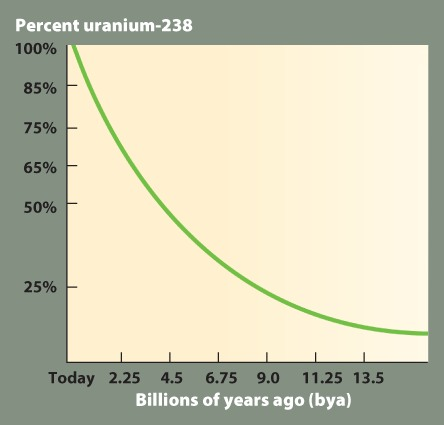 Percent uranium-238
100%
85%
75%
65%
50%
25%
Today 2.25 4.5 6.75 9.0 11.25 13.5
Billions of years ago (bya)